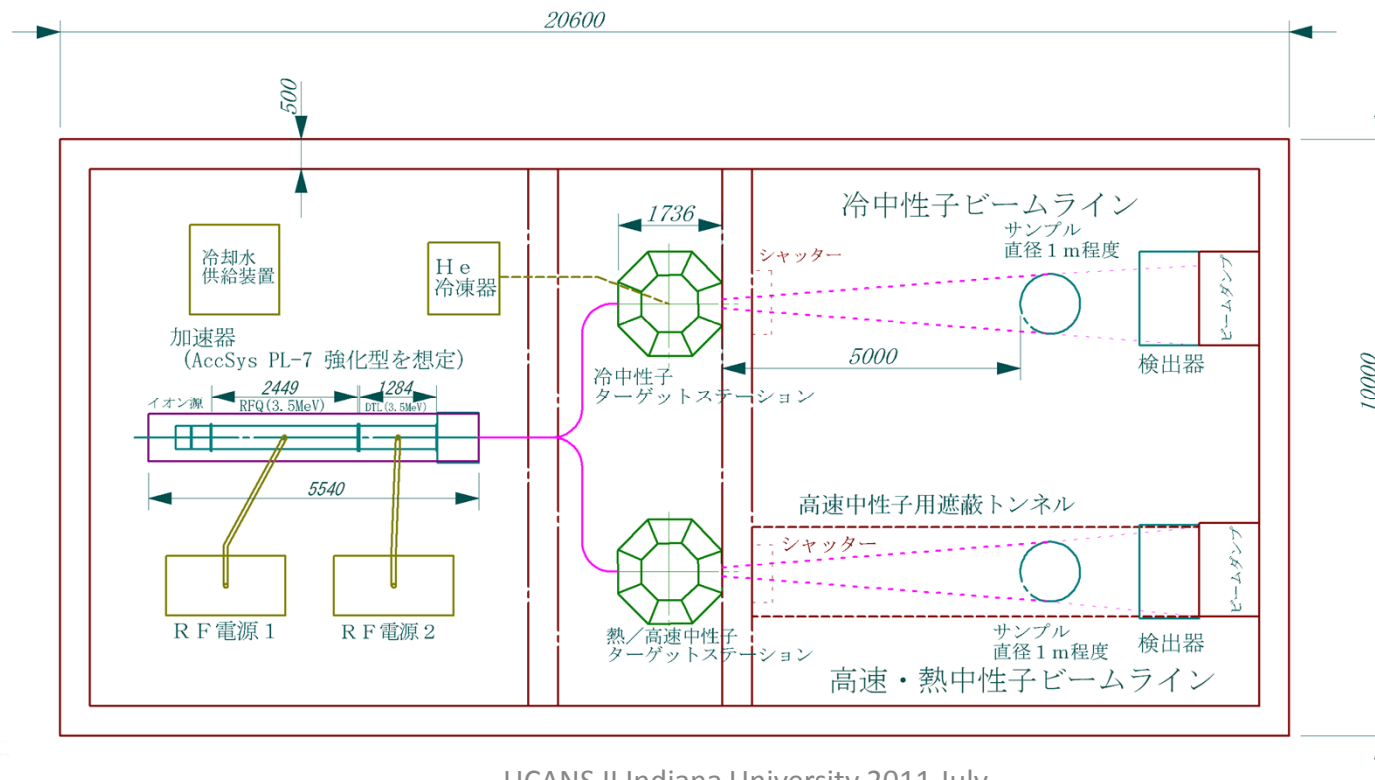 20600
500
10000
冷中性子ビームライン
1736
サンプル
直径１ｍ程度
シャッター
冷却水
供給装置
Ｈｅ
冷凍器
ビームダンプ
加速器
(AccSys PL-7 強化型を想定)
5000
検出器
冷中性子
ターゲットステーション
イオン源
2449
RFQ(3.5MeV)
1284
DTL(3.5MeV)
5540
高速中性子用遮蔽トンネル
シャッター
ビームダンプ
ＲＦ電源１
ＲＦ電源２
熱／高速中性子
ターゲットステーション
サンプル
直径１ｍ程度
検出器
高速・熱中性子ビームライン
UCANS II Indiana University 2011 July